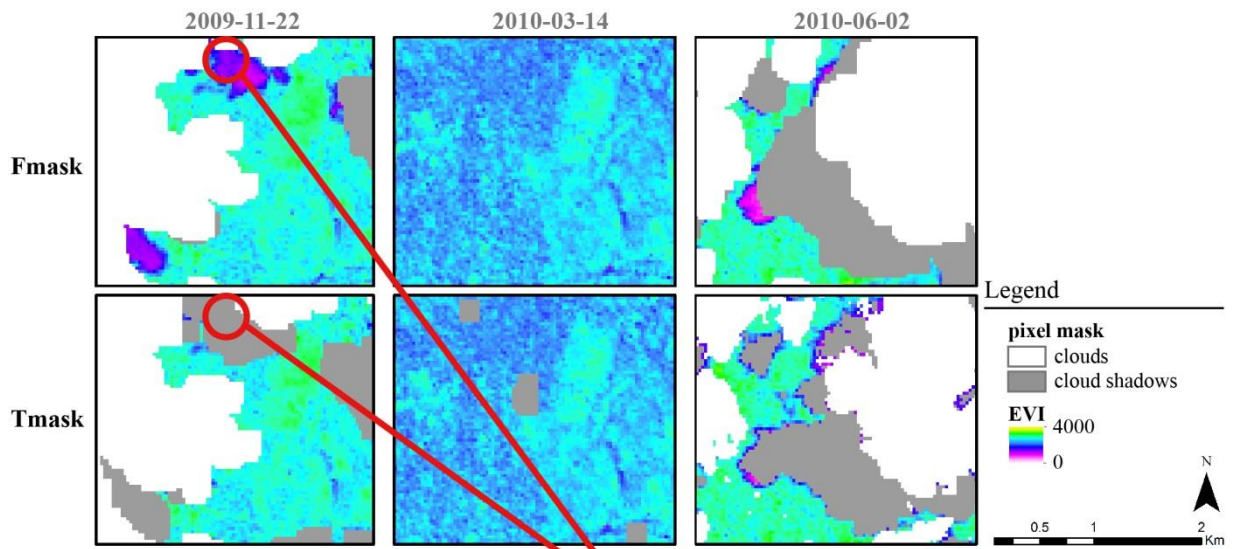 2009-11-22 2010-03-14 2010-06-02
Fmask
Tmask
Legend
pixel mask
clouds
cloud shadows
EVI
4000
0
N
0.5 1 2
Km